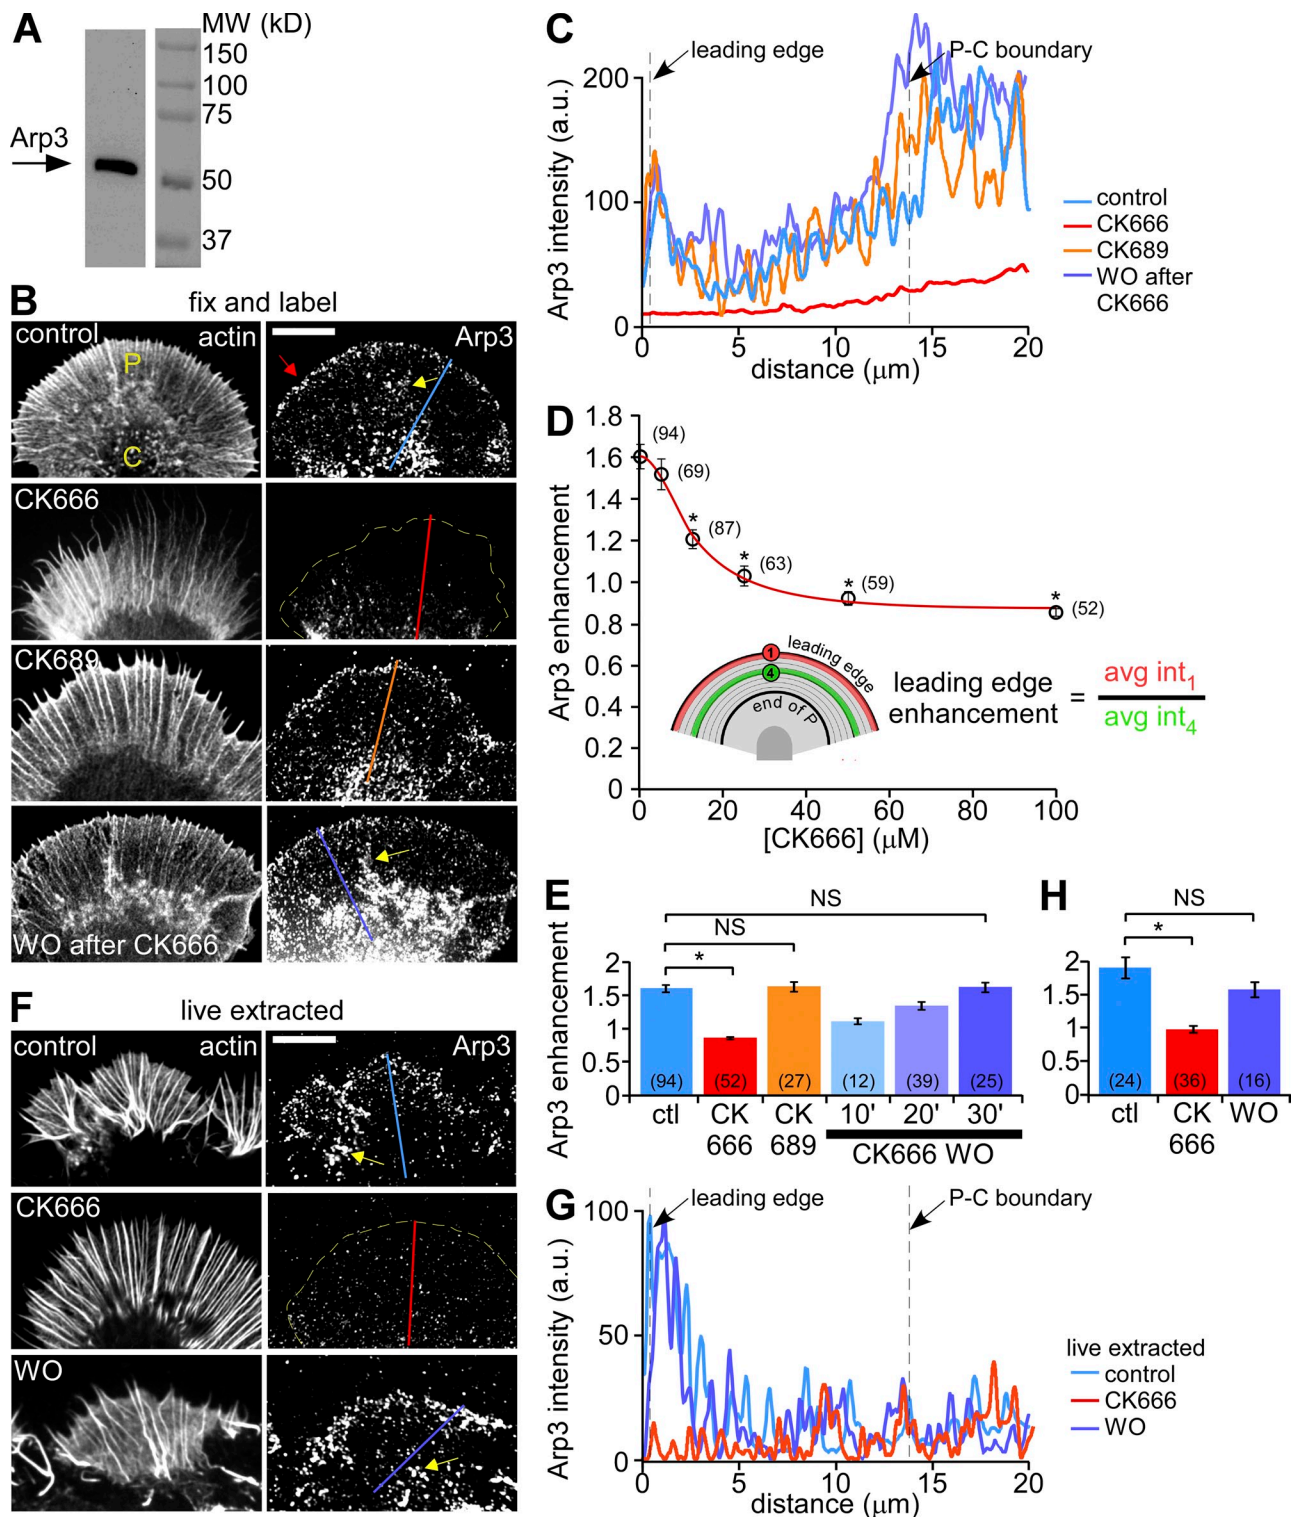 A
MW (kD)
150
100
75
Arp3
50
37
B
fix and label
control
actin
Arp3
P
C
CK666
CK689
WO after CK666
C
leading edge
P-C boundary
200
100
0
Arp3 intensity (a.u.)
0
5
10
15
20
distance (μm)
control
CK666
CK689
WO after
CK666
D
1.8
1.6
1.4
1.2
1.0
0.8
0.6
0.4
0.2
0
Arp3 enhancement
(94)
(69)
*
(87)
*
(63)
*
(59)
*
(52)
1
4
leading edge
end of P
leading edge
enhancement
=
avg int1
avg int4
0
20
40
60
80
100
[CK666] (μM)
E
NS
NS
*
Arp3 enhancement
2
1.5
1
0.5
0
(94)
(52)
(27)
(12)
(39)
(25)
ctl
CK
666
CK
689
10'
20'
30'
CK666 WO
H
NS
*
2
1.5
1
0.5
0
(24)
(36)
(16)
ctl
CK
666
WO
F
live extracted
control
actin
Arp3
CK666
WO
G
leading edge
P-C boundary
100
50
0
Arp3 intensity (a.u.)
0
5
10
15
20
distance (μm)
live extracted
control
CK666
WO